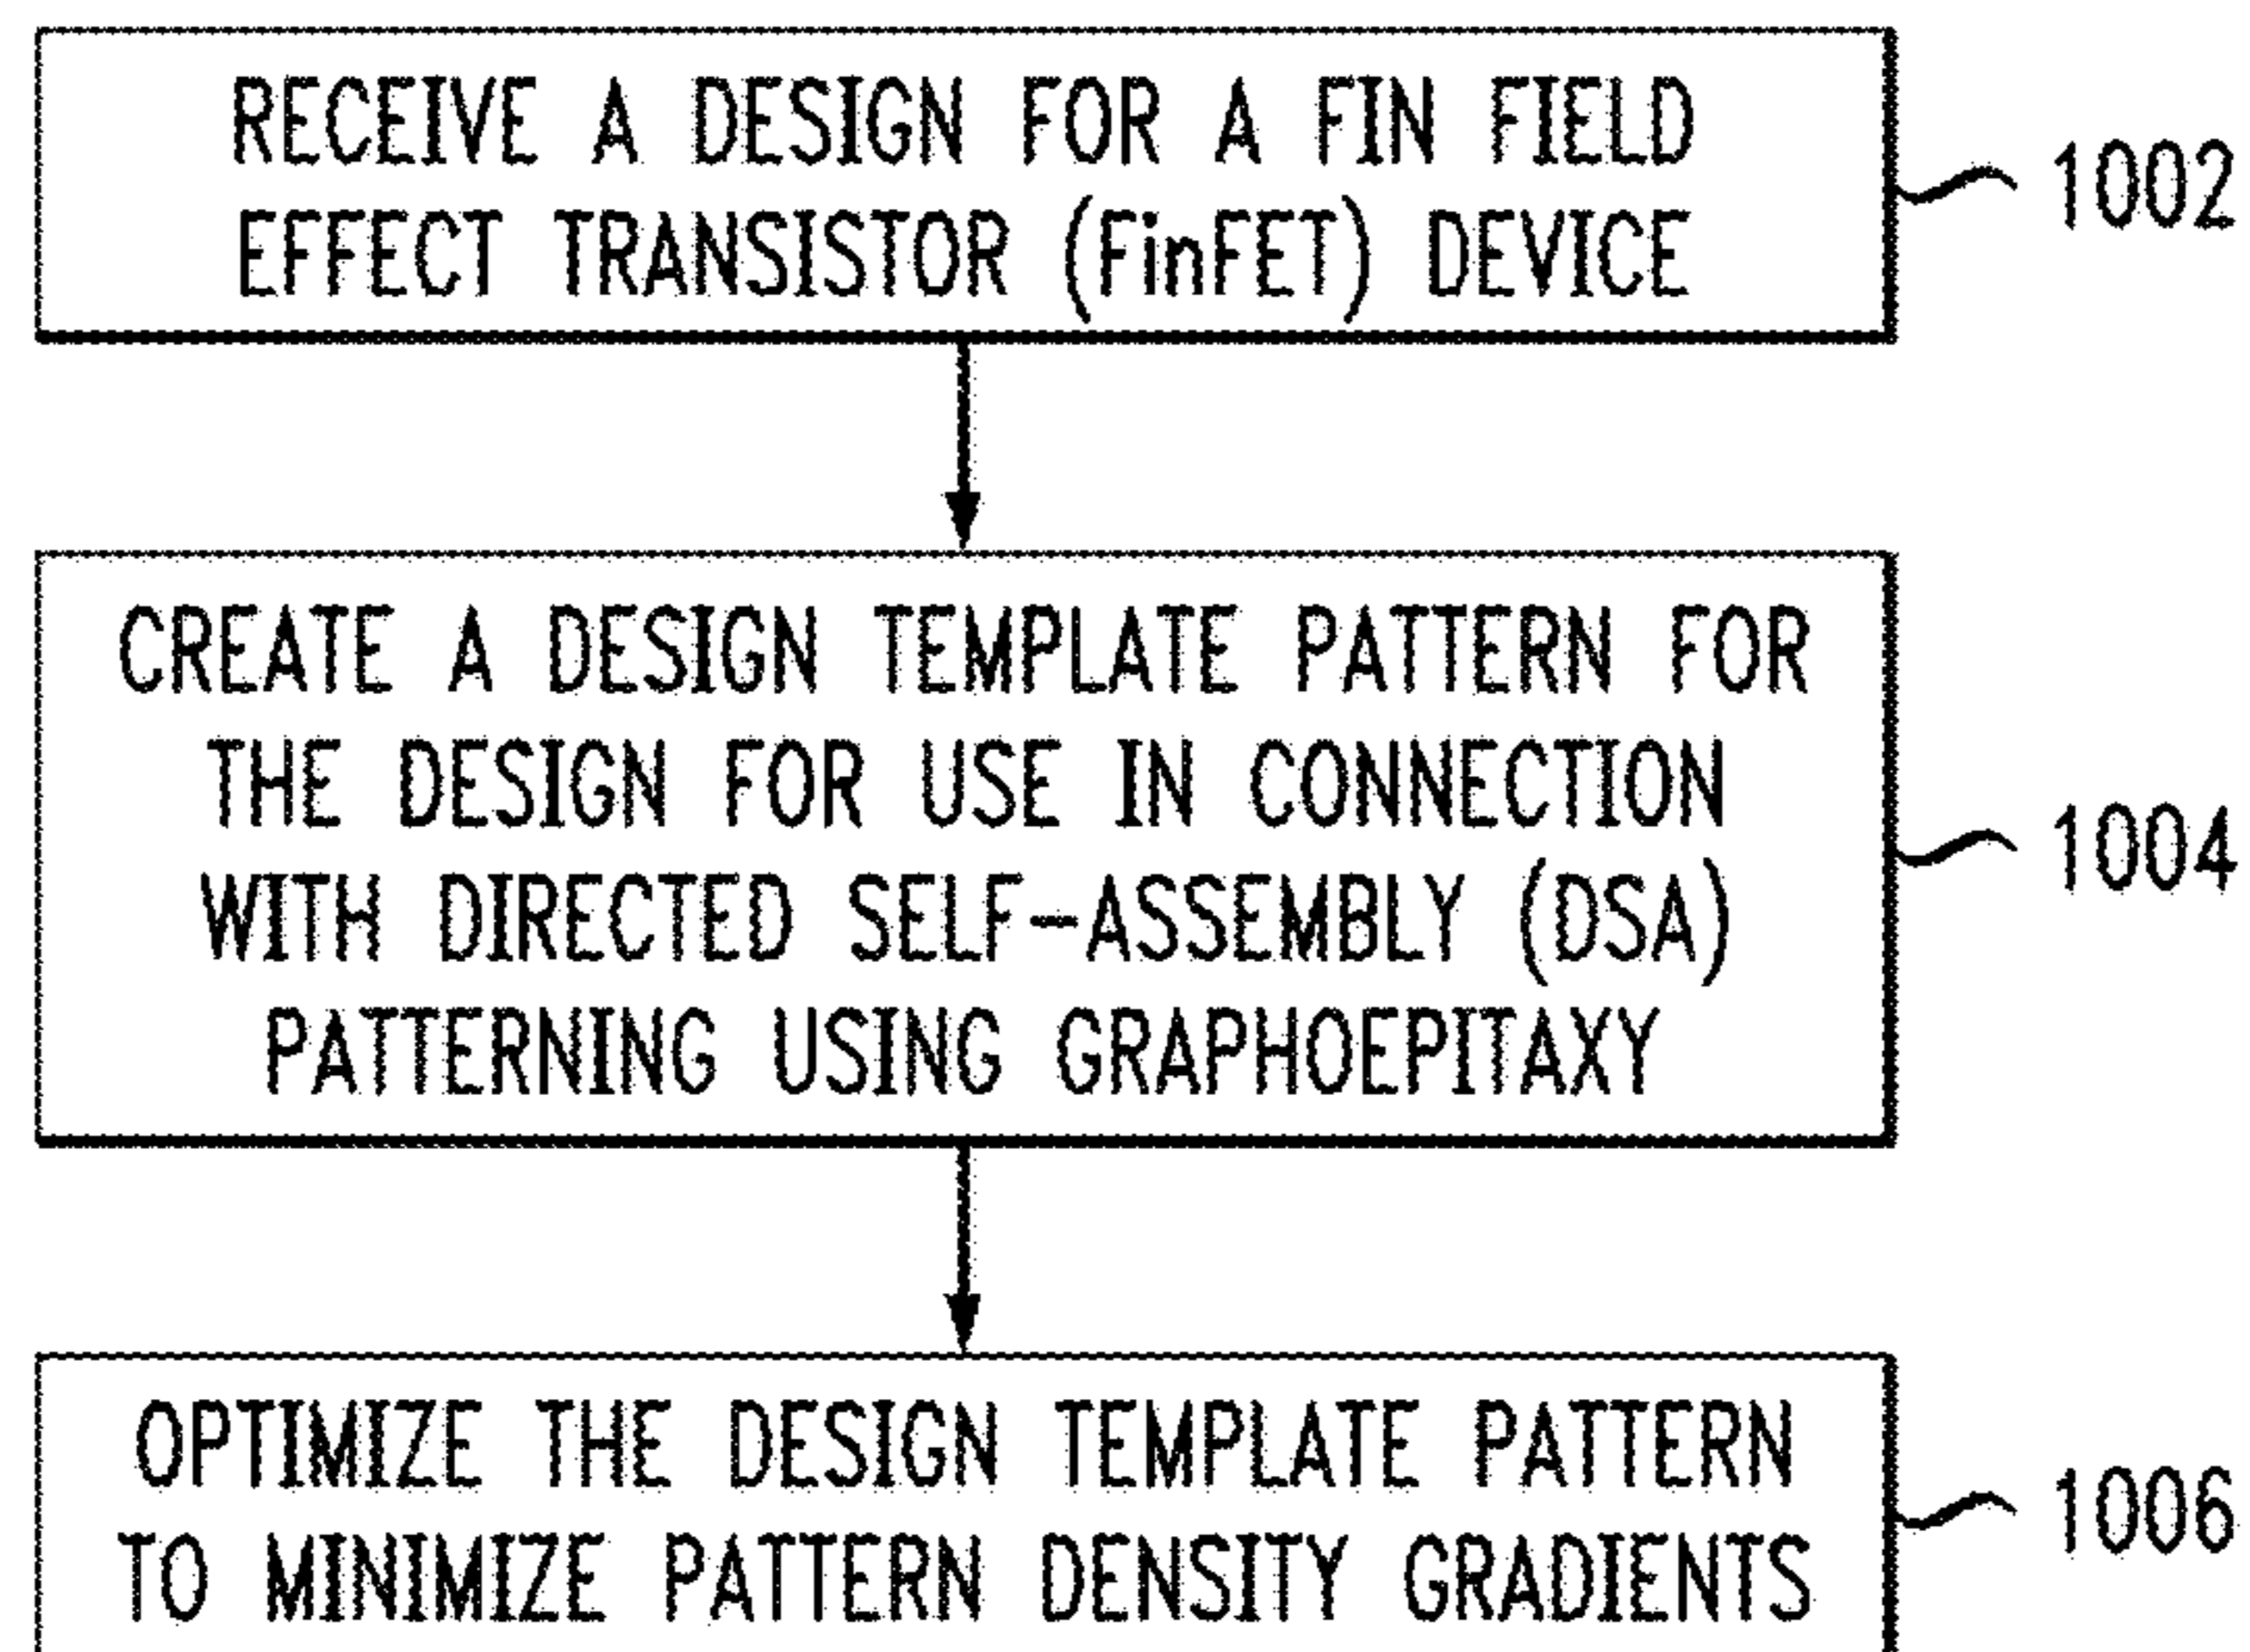 RECEIVE A DESIGN FOR A FIN FIELD
EFFECT TRANSISTOR (FinFET) DEVICE
1002
CREATE A DESIGN TEMPLATE PATTERN FOR
THE DESIGN FOR USE IN CONNECTION
WITH DIRECTED SELF-ASSEMBLY (DSA)
PATTERNING USING GRAPHOEPITAXY
1004
OPTIMIZE THE DESIGN TEMPLATE PATTERN
TO MINIMIZE PATTERN DENSITY GRADIENTS
1006